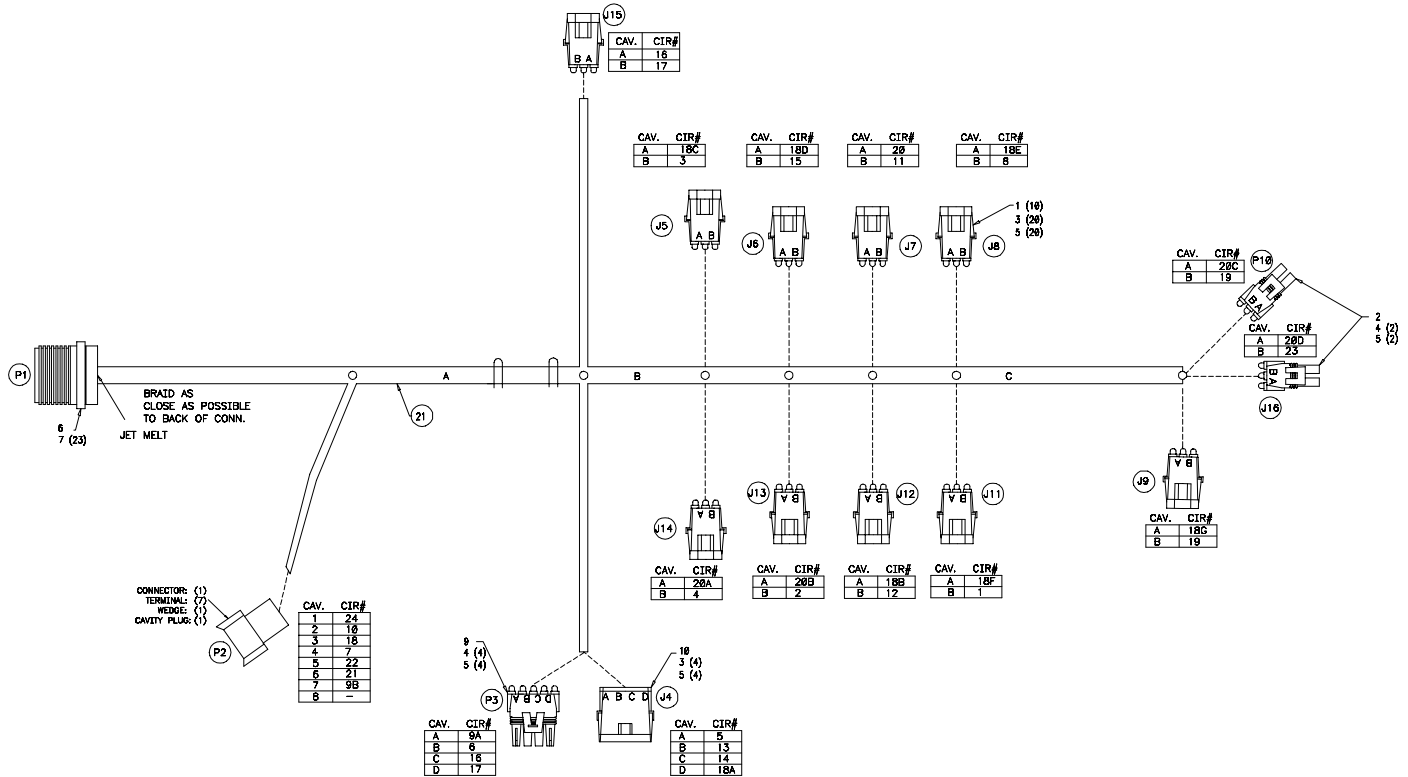 J15
CAV. CIR#
A 16
B 17
B A
CAV. CIR#
A 18C
B 3
CAV. CIR#
A 18D
B 15
CAV. CIR#
A 20
B 11
CAV. CIR#
A 18E
B 8
J5
A B
J6
A B
J7
A B
J8
A B
1 (10)
3 (20)
5 (20)
CAV. CIR#
A 20C
B 19
P10
B A
CAV. CIR#
A 20D
B 23
2
4 (2)
5 (2)
J16
B A
P1
A
B
C
BRAID AS
CLOSE AS POSSIBLE
TO BACK OF CONN.
JET MELT
6
7 (23)
21
J9
A B
CAV. CIR#
A 18G
B 19
J14
A B
CAV. CIR#
A 20A
B 4
J13
A B
CAV. CIR#
A 20B
B 2
J12
A B
CAV. CIR#
A 18B
B 12
J11
A B
CAV. CIR#
A 18F
B 1
CONNECTOR: (1)
TERMINAL: (7)
WEDGE: (1)
CAVITY PLUG: (1)
P2
CAV. CIR#
1 24
2 10
3 18
4 7
5 22
6 21
7 9B
8 -
9
4 (4)
5 (4)
P3
A B C D
CAV. CIR#
A 9A
B 6
C 16
D 17
10
3 (4)
5 (4)
J4
A B C D
CAV. CIR#
A 5
B 13
C 14
D 18A